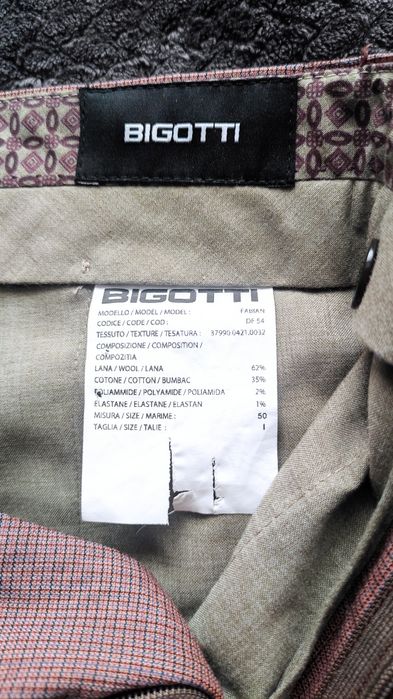 BIGOTTI
BIGOTTI
MODELLO / MODEL / MODEL : FABIAN
CODICE / CODE / COD : DF 54
TESSUTO / TEXTURE / TESATURA : 37990.0421.0032
COMPOSIZIONE / COMPOSITION /
COMPOZITIA
LANA / WOOL / LANA 62%
COTONE / COTTON / BUMBAC 35%
POLIAMMIDE / POLYAMIDE / POLIAMIDA 2%
ELASTANE / ELASTANE / ELASTAN 1%
MISURA / SIZE / MARIME : 50
TAGLIA / SIZE / TALIE : I